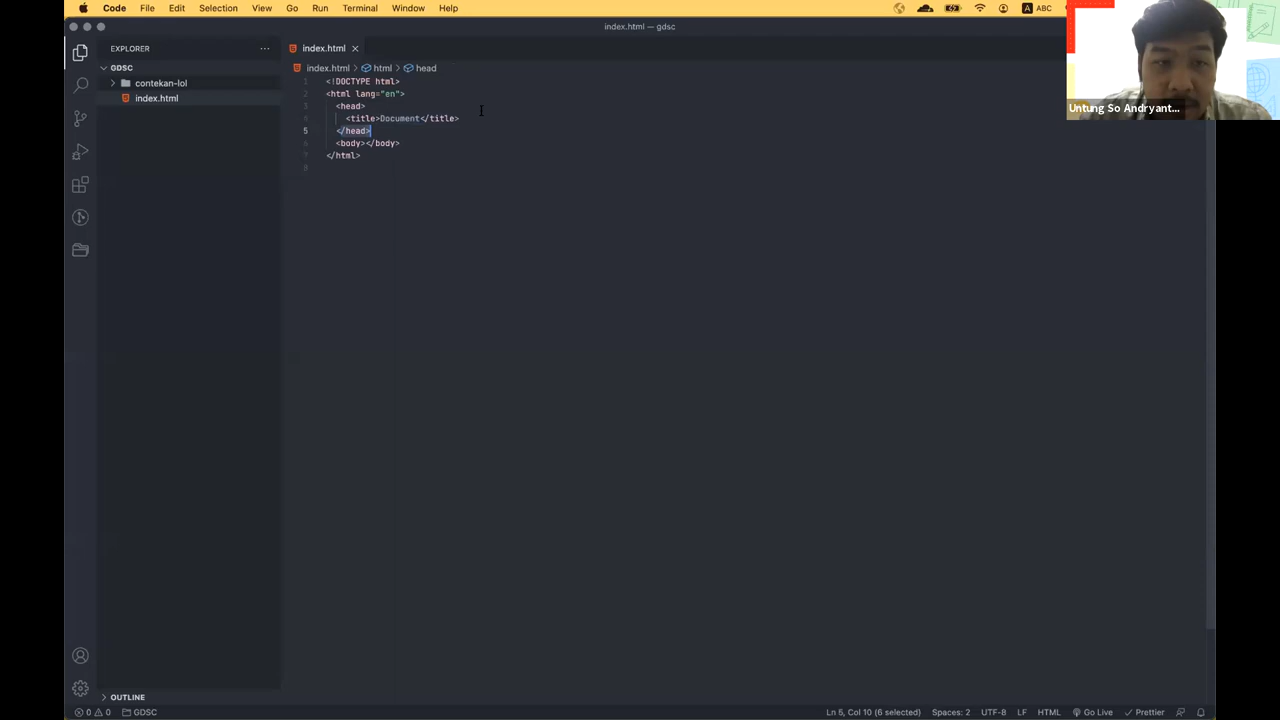 Code File Edit Selection View Go Run Terminal Window Help
A ABC
index.html — gdsc
EXPLORER ...
GDSC
contekan-lol
index.html
index.html
index.html > html > head
1 <!DOCTYPE html>
2 <html lang="en">
3 <head>
4 <title>Document</title>
5 </head>
6 <body></body>
7 </html>
8
Untung So Andryant...
OUTLINE
0 0 GDSC
Ln 5, Col 10 (6 selected) Spaces: 2 UTF-8 LF HTML Go Live Prettier